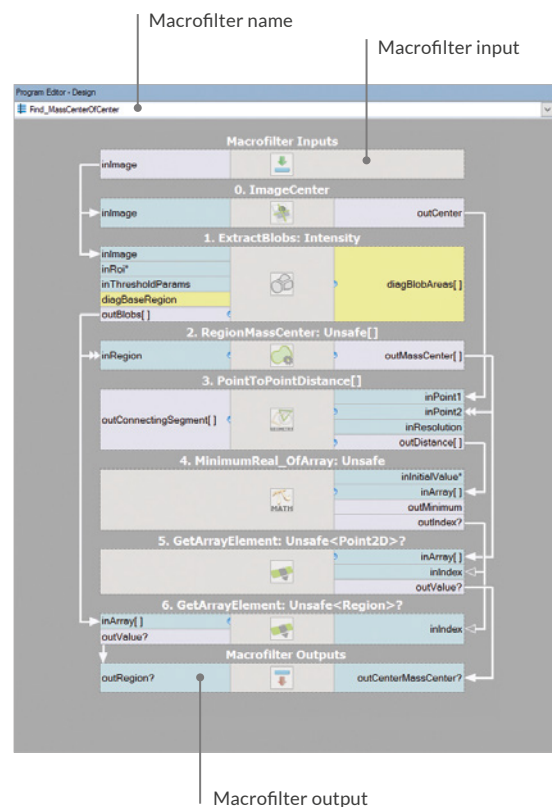 Macrofilter name
Macrofilter input
Program Editor - Design
Find_MassCenterOfCenter
Macrofilter Inputs
inImage
0. ImageCenter
inImage
outCenter
1. ExtractBlobs: Intensity
inImage
inRoi*
inThresholdParams
diagBaseRegion
outBlobs[ ]
diagBlobAreas[ ]
2. RegionMassCenter: Unsafe[]
inRegion
outMassCenter[ ]
3. PointToPointDistance[]
outConnectingSegment[ ]
inPoint1
inPoint2
inResolution
outDistance[ ]
4. MinimumReal_OfArray: Unsafe
MATH
inInitialValue*
inArray[ ]
outMinimum
outIndex?
5. GetArrayElement: Unsafe<Point2D>?
inArray[ ]
inIndex
outValue?
6. GetArrayElement: Unsafe<Region>?
inArray[ ]
outValue?
inIndex
Macrofilter Outputs
outRegion?
outCenterMassCenter?
Macrofilter output